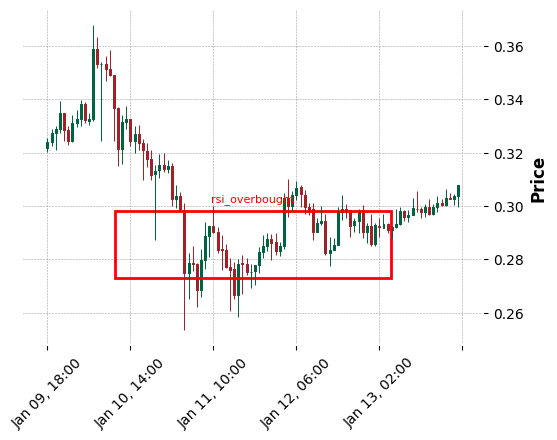 0.36
0.34
0.32
0.30
0.28
0.26
Price
rsi_overbought
Jan 09, 18:00
Jan 10, 14:00
Jan 11, 10:00
Jan 12, 06:00
Jan 13, 02:00